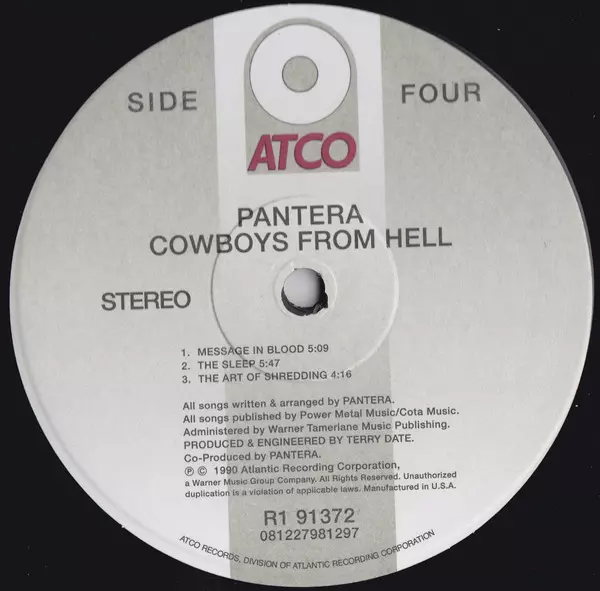 SIDE FOUR
ATCO
PANTERA
COWBOYS FROM HELL
STEREO
1. MESSAGE IN BLOOD 5:09
2. THE SLEEP 5:47
3. THE ART OF SHREDDING 4:16
All songs written & arranged by PANTERA.
All songs published by Power Metal Music/Cota Music.
Administered by Warner Tamerlane Music Publishing.
PRODUCED & ENGINEERED BY TERRY DATE.
Co-Produced by PANTERA.
℗ © 1990 Atlantic Recording Corporation,
a Warner Music Group Company. All Rights Reserved. Unauthorized
duplication is a violation of applicable laws. Manufactured in U.S.A.
R1 91372
081227981297
ATCO RECORDS, DIVISION OF ATLANTIC RECORDING CORPORATION